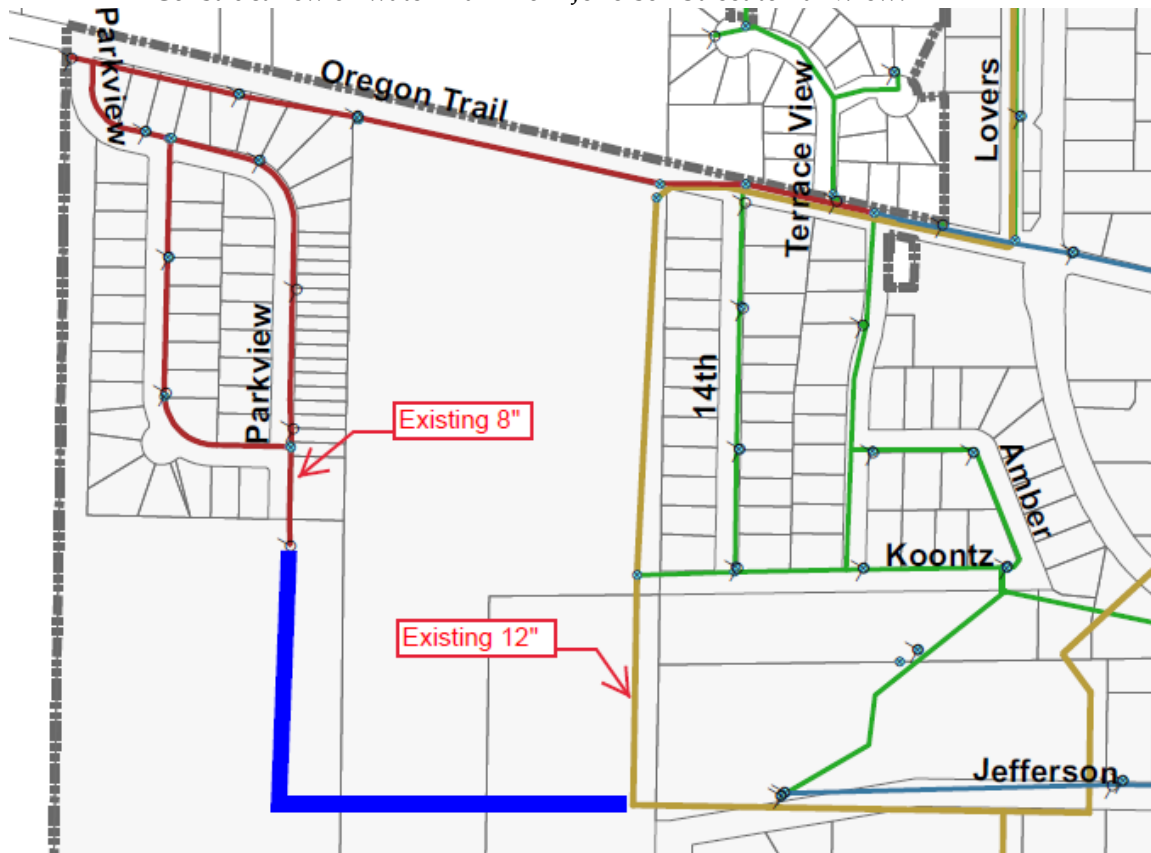 Parkview
Oregon Trail
Lovers
Terrace View
Parkview
14th
Existing 8"
Amber
Koontz
Existing 12"
Jefferson